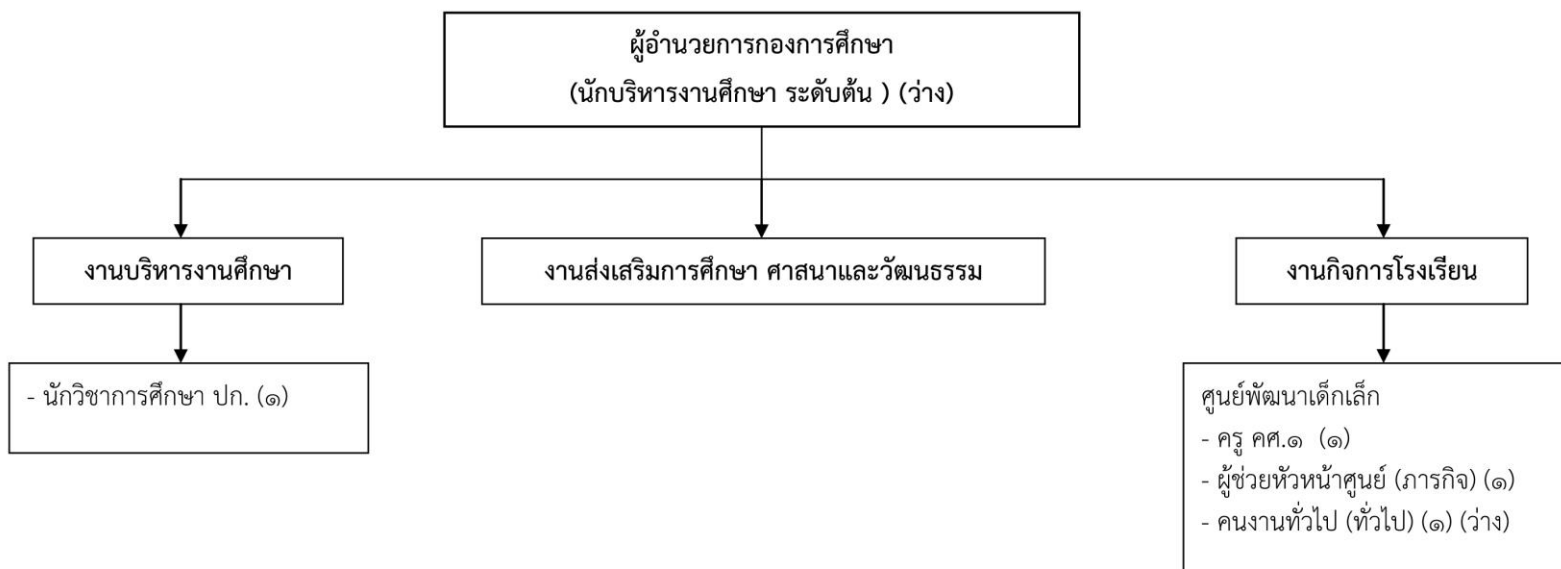 ผู้อำนวยการกองการศึกษา
(นักบริหารงานศึกษา ระดับต้น ) (ว่าง)
งานบริหารงานศึกษา
งานส่งเสริมการศึกษา ศาสนาและวัฒนธรรม
งานกิจการโรงเรียน
- นักวิชาการศึกษา ปก. (๑)
ศูนย์พัฒนาเด็กเล็ก
- ครู คศ.๑ (๑)
- ผู้ช่วยหัวหน้าศูนย์ (ภารกิจ) (๑)
- คนงานทั่วไป (ทั่วไป) (๑) (ว่าง)